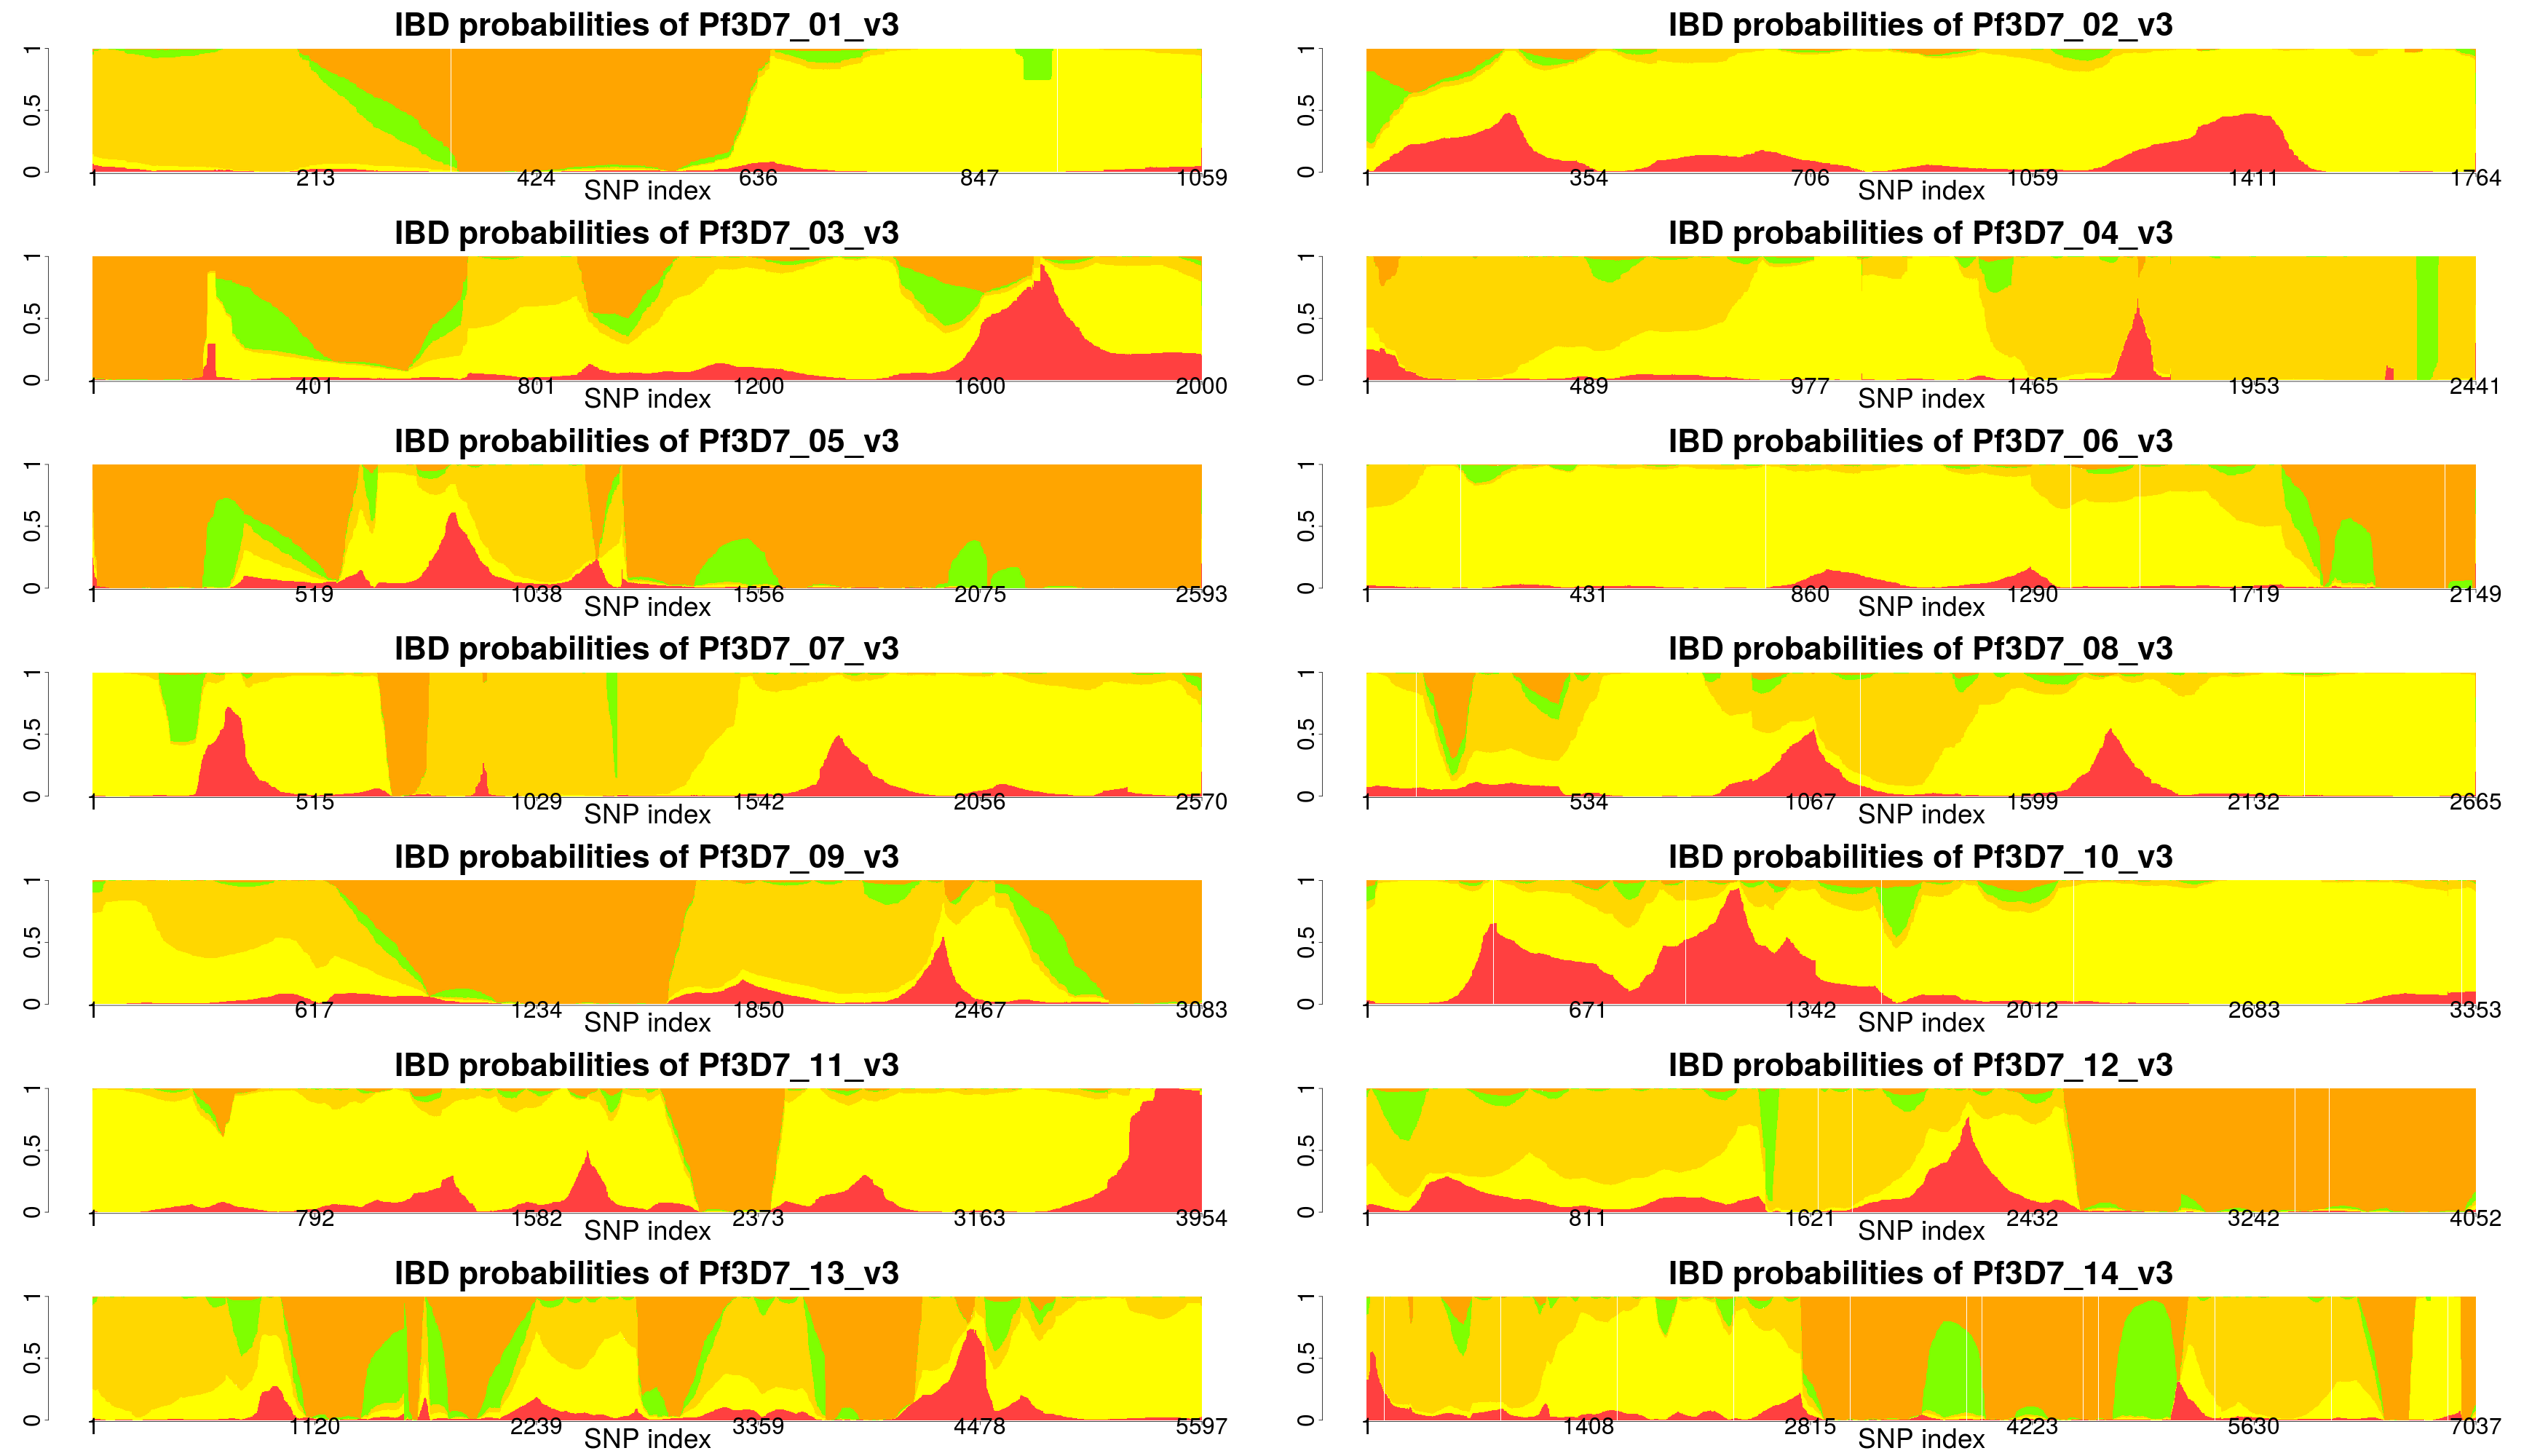 IBD probabilities of Pf3D7_01_v3
0 0.5 1
1 213 424 636 847 1059
SNP index
IBD probabilities of Pf3D7_02_v3
0 0.5 1
1 354 706 1059 1411 1764
SNP index
IBD probabilities of Pf3D7_03_v3
0 0.5 1
1 401 801 1200 1600 2000
SNP index
IBD probabilities of Pf3D7_04_v3
0 0.5 1
1 489 977 1465 1953 2441
SNP index
IBD probabilities of Pf3D7_05_v3
0 0.5 1
1 519 1038 1556 2075 2593
SNP index
IBD probabilities of Pf3D7_06_v3
0 0.5 1
1 431 860 1290 1719 2149
SNP index
IBD probabilities of Pf3D7_07_v3
0 0.5 1
1 515 1029 1542 2056 2570
SNP index
IBD probabilities of Pf3D7_08_v3
0 0.5 1
1 534 1067 1599 2132 2665
SNP index
IBD probabilities of Pf3D7_09_v3
0 0.5 1
1 617 1234 1850 2467 3083
SNP index
IBD probabilities of Pf3D7_10_v3
0 0.5 1
1 671 1342 2012 2683 3353
SNP index
IBD probabilities of Pf3D7_11_v3
0 0.5 1
1 792 1582 2373 3163 3954
SNP index
IBD probabilities of Pf3D7_12_v3
0 0.5 1
1 811 1621 2432 3242 4052
SNP index
IBD probabilities of Pf3D7_13_v3
0 0.5 1
1 1120 2239 3359 4478 5597
SNP index
IBD probabilities of Pf3D7_14_v3
0 0.5 1
1 1408 2815 4223 5630 7037
SNP index